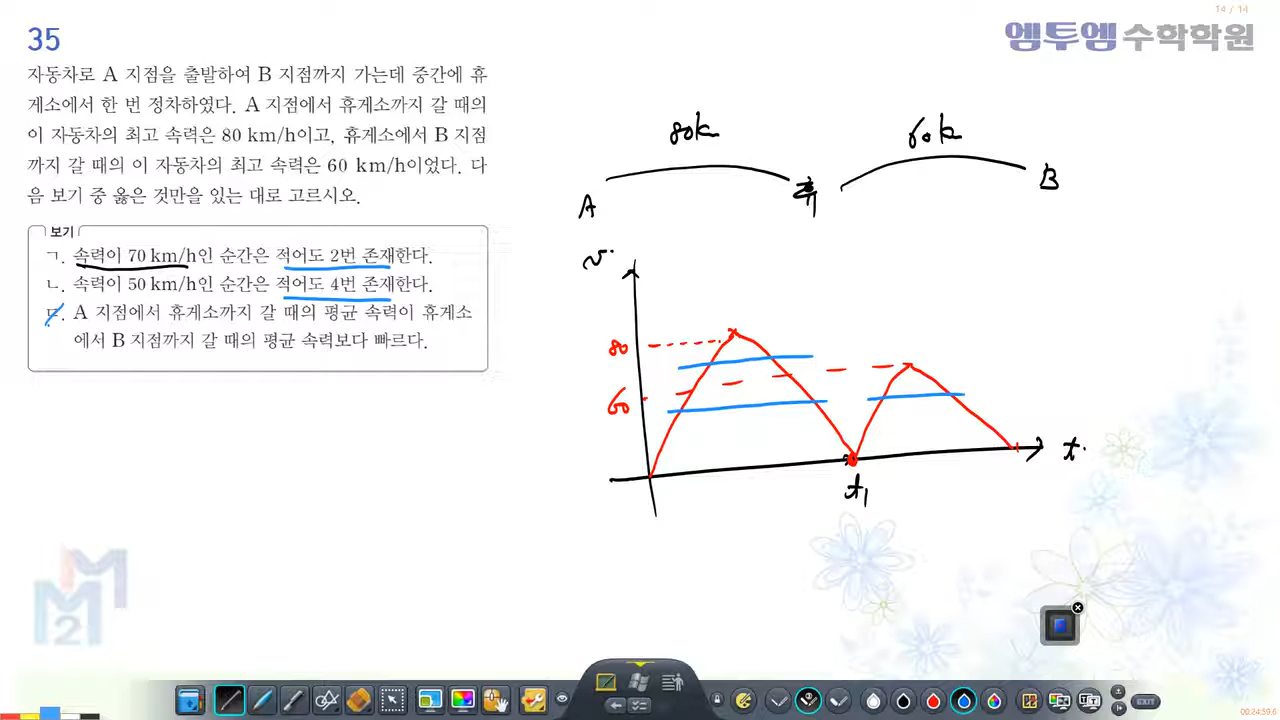 14 / 14
35
엠투엠수학학원
자동차로 A 지점을 출발하여 B 지점까지 가는데 중간에 휴
게소에서 한 번 정차하였다. A 지점에서 휴게소까지 갈 때의
이 자동차의 최고 속력은 80 km/h이고, 휴게소에서 B 지점
까지 갈 때의 이 자동차의 최고 속력은 60 km/h이었다. 다
음 보기 중 옳은 것만을 있는 대로 고르시오.
보기
ㄱ. 속력이 70 km/h인 순간은 적어도 2번 존재한다.
ㄴ. 속력이 50 km/h인 순간은 적어도 4번 존재한다.
ㄷ. A 지점에서 휴게소까지 갈 때의 평균 속력이 휴게소
에서 B 지점까지 갈 때의 평균 속력보다 빠르다.
80k
60k
A
휴
B
v
80
60
t
t1
M2M
EXIT
00:24:59.6